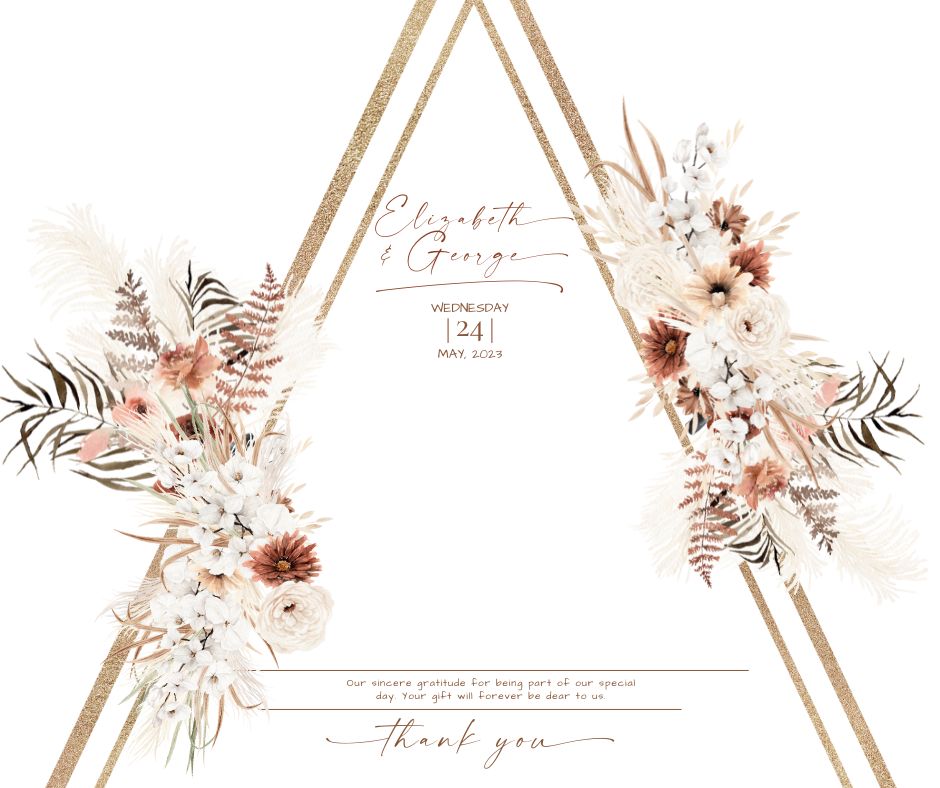 Elizabeth
& George
WEDNESDAY
|24|
MAY, 2023
Our sincere gratitude for being part of our special
day. Your gift will forever be dear to us.
thank you